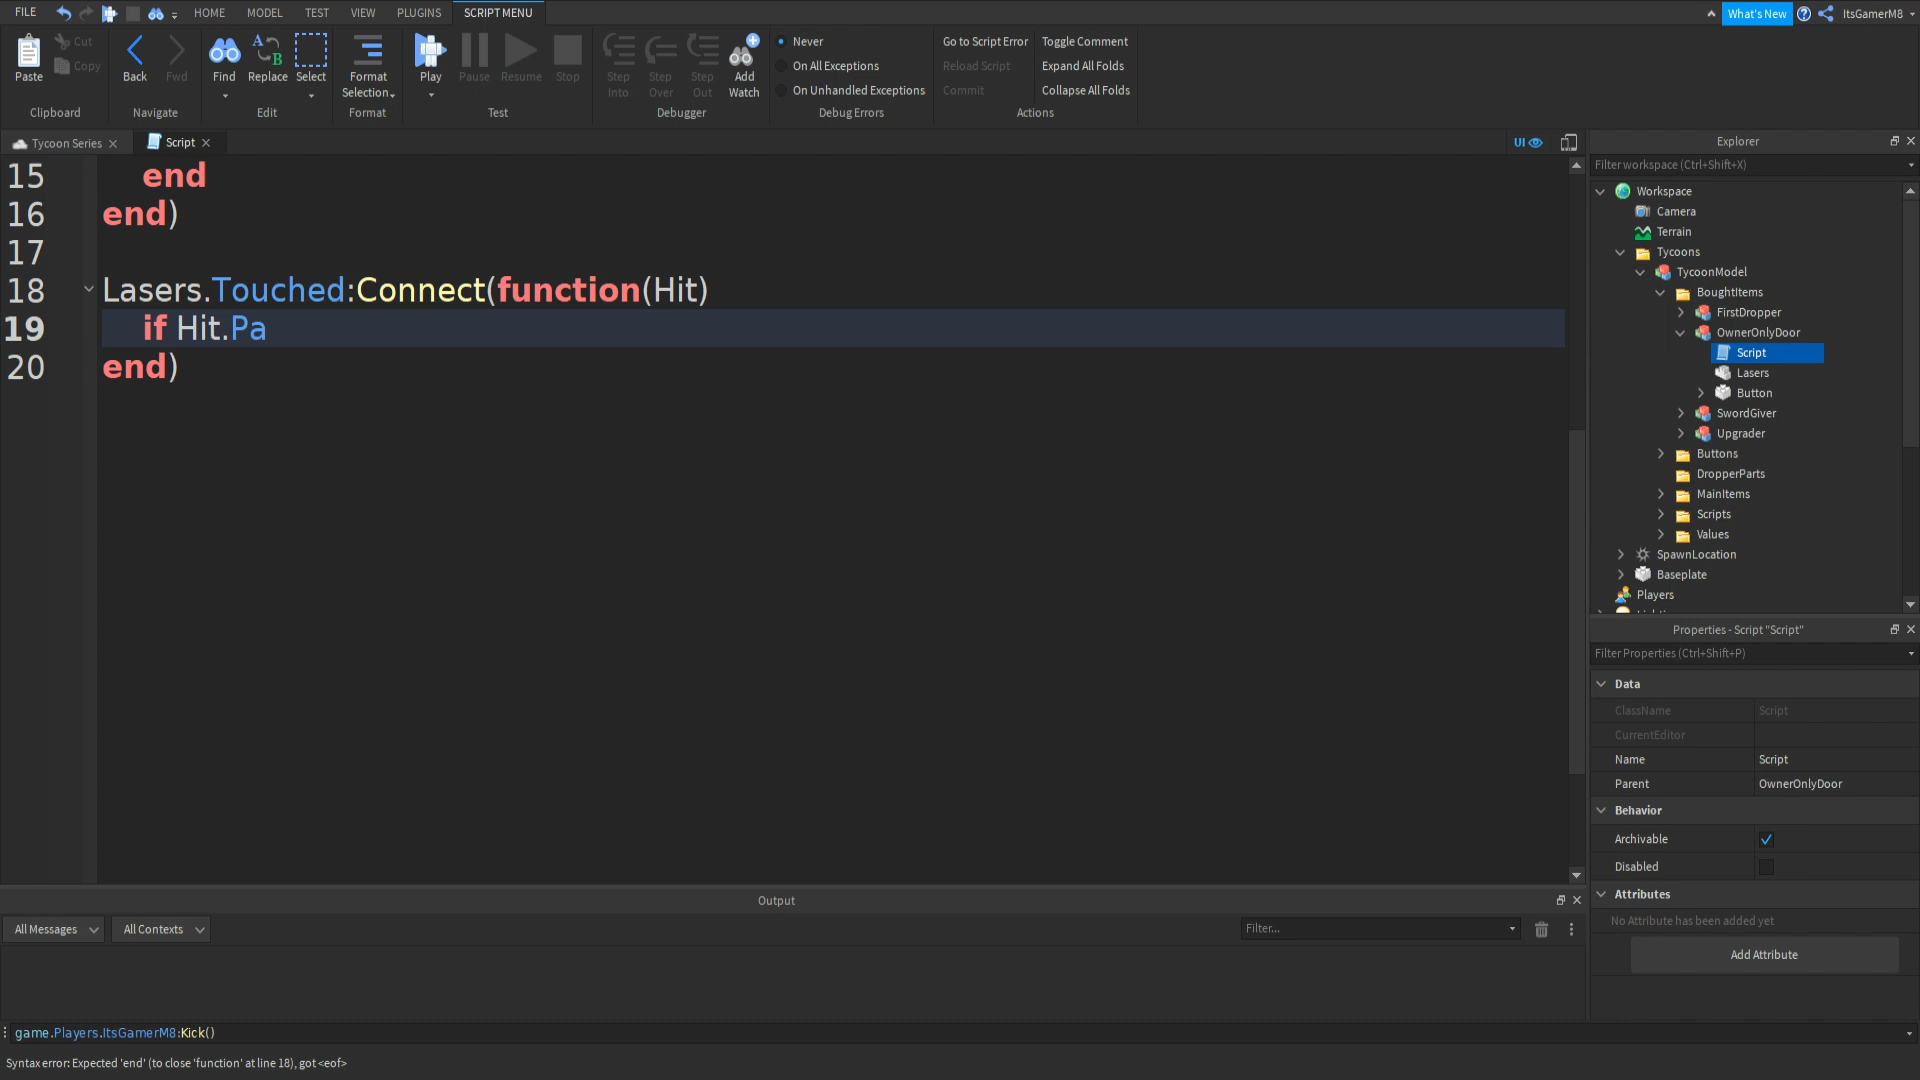 FILE HOME MODEL TEST VIEW PLUGINS SCRIPT MENU What's New ItsGamerM8
Paste Cut Copy Back Fwd Find Replace Select Format Selection Play Pause Resume Stop Step Into Step Over Step Out Add Watch
Never
On All Exceptions
On Unhandled Exceptions
Go to Script Error
Reload Script
Commit
Toggle Comment
Expand All Folds
Collapse All Folds
Clipboard Navigate Edit Format Test Debugger Debug Errors Actions
Tycoon Series Script UI
15 end
16 end)
17
18 Lasers.Touched:Connect(function(Hit)
19 if Hit.Pa
20 end)
Explorer
Filter workspace (Ctrl+Shift+X)
Workspace
Camera
Terrain
Tycoons
TycoonModel
BoughtItems
FirstDropper
OwnerOnlyDoor
Script
Lasers
Button
SwordGiver
Upgrader
Buttons
DropperParts
MainItems
Scripts
Values
SpawnLocation
Baseplate
Players
Properties - Script "Script"
Filter Properties (Ctrl+Shift+P)
Data
ClassName Script
CurrentEditor
Name Script
Parent OwnerOnlyDoor
Behavior
Archivable
Disabled
Attributes
No Attribute has been added yet
Add Attribute
Output
All Messages All Contexts Filter...
game.Players.ItsGamerM8:Kick()
Syntax error: Expected 'end' (to close 'function' at line 18), got <eof>